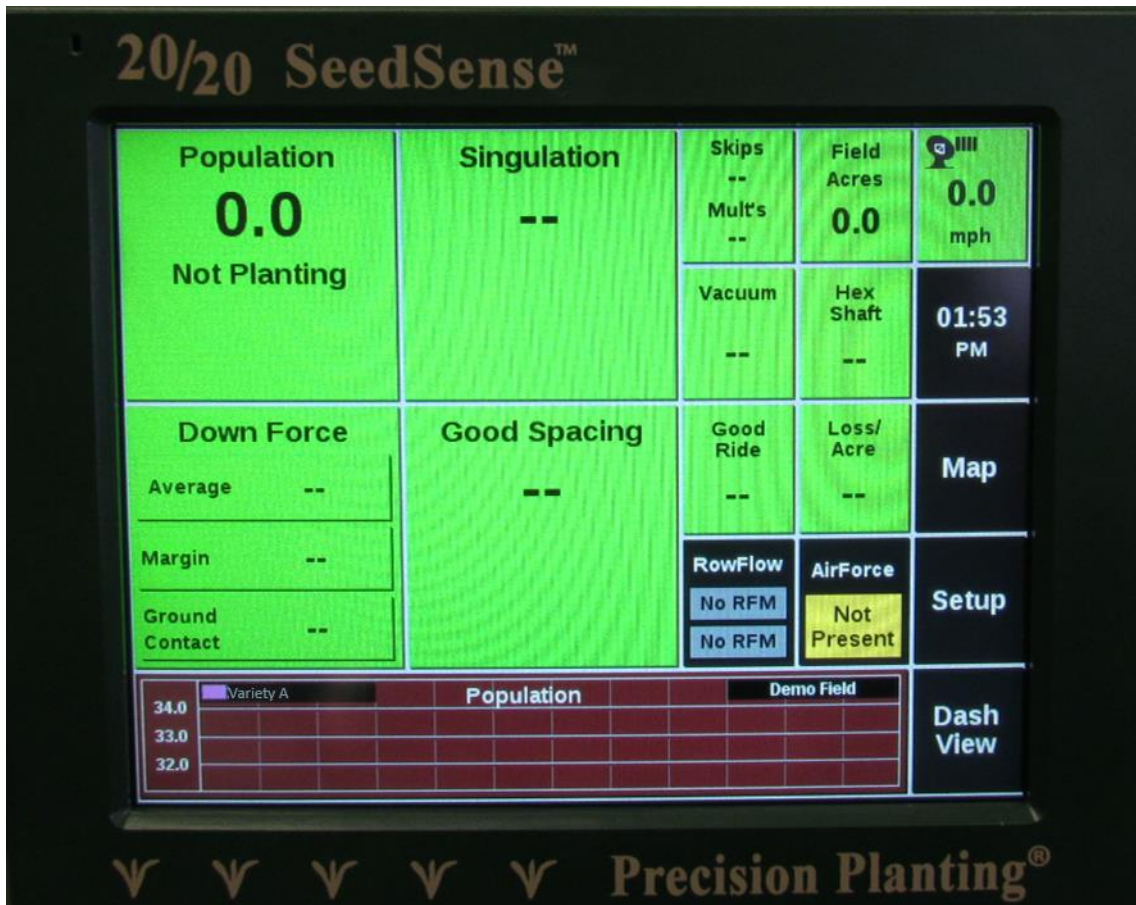 20/20 SeedSense™
Population
0.0
Not Planting
Singulation
--
Skips
--
Mult's
--
Field
Acres
0.0
0.0
mph
Vacuum
--
Hex
Shaft
--
01:53
PM
Down Force
Average --
Margin --
Ground
Contact --
Good Spacing
--
Good
Ride
--
Loss/
Acre
--
Map
RowFlow
No RFM
No RFM
AirForce
Not
Present
Setup
Variety A
Population
Demo Field
34.0
33.0
32.0
Dash
View
Precision Planting®